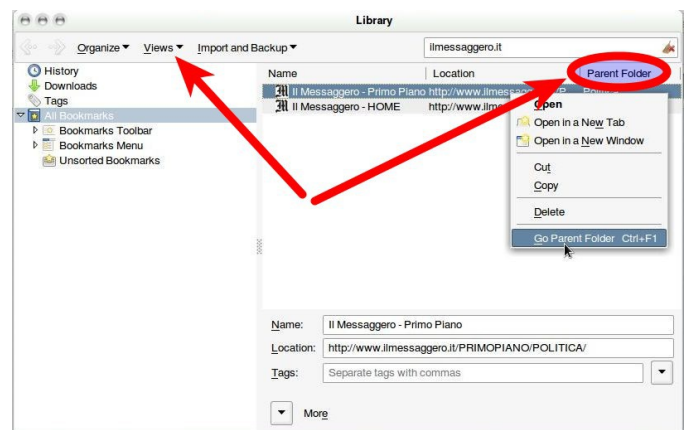 Library
Organize Views Import and Backup
ilmessaggero.it
History
Downloads
Tags
All Bookmarks
Bookmarks Toolbar
Bookmarks Menu
Unsorted Bookmarks
Name Location Parent Folder
Il Messaggero - Primo Piano http://www.ilmessaggero.it/P
Il Messaggero - HOME http://www.ilme
Open
Open in a New Tab
Open in a New Window
Cut
Copy
Delete
Go Parent Folder Ctrl+F1
Name: Il Messaggero - Primo Piano
Location: http://www.ilmessaggero.it/PRIMOPIANO/POLITICA/
Tags: Separate tags with commas
More